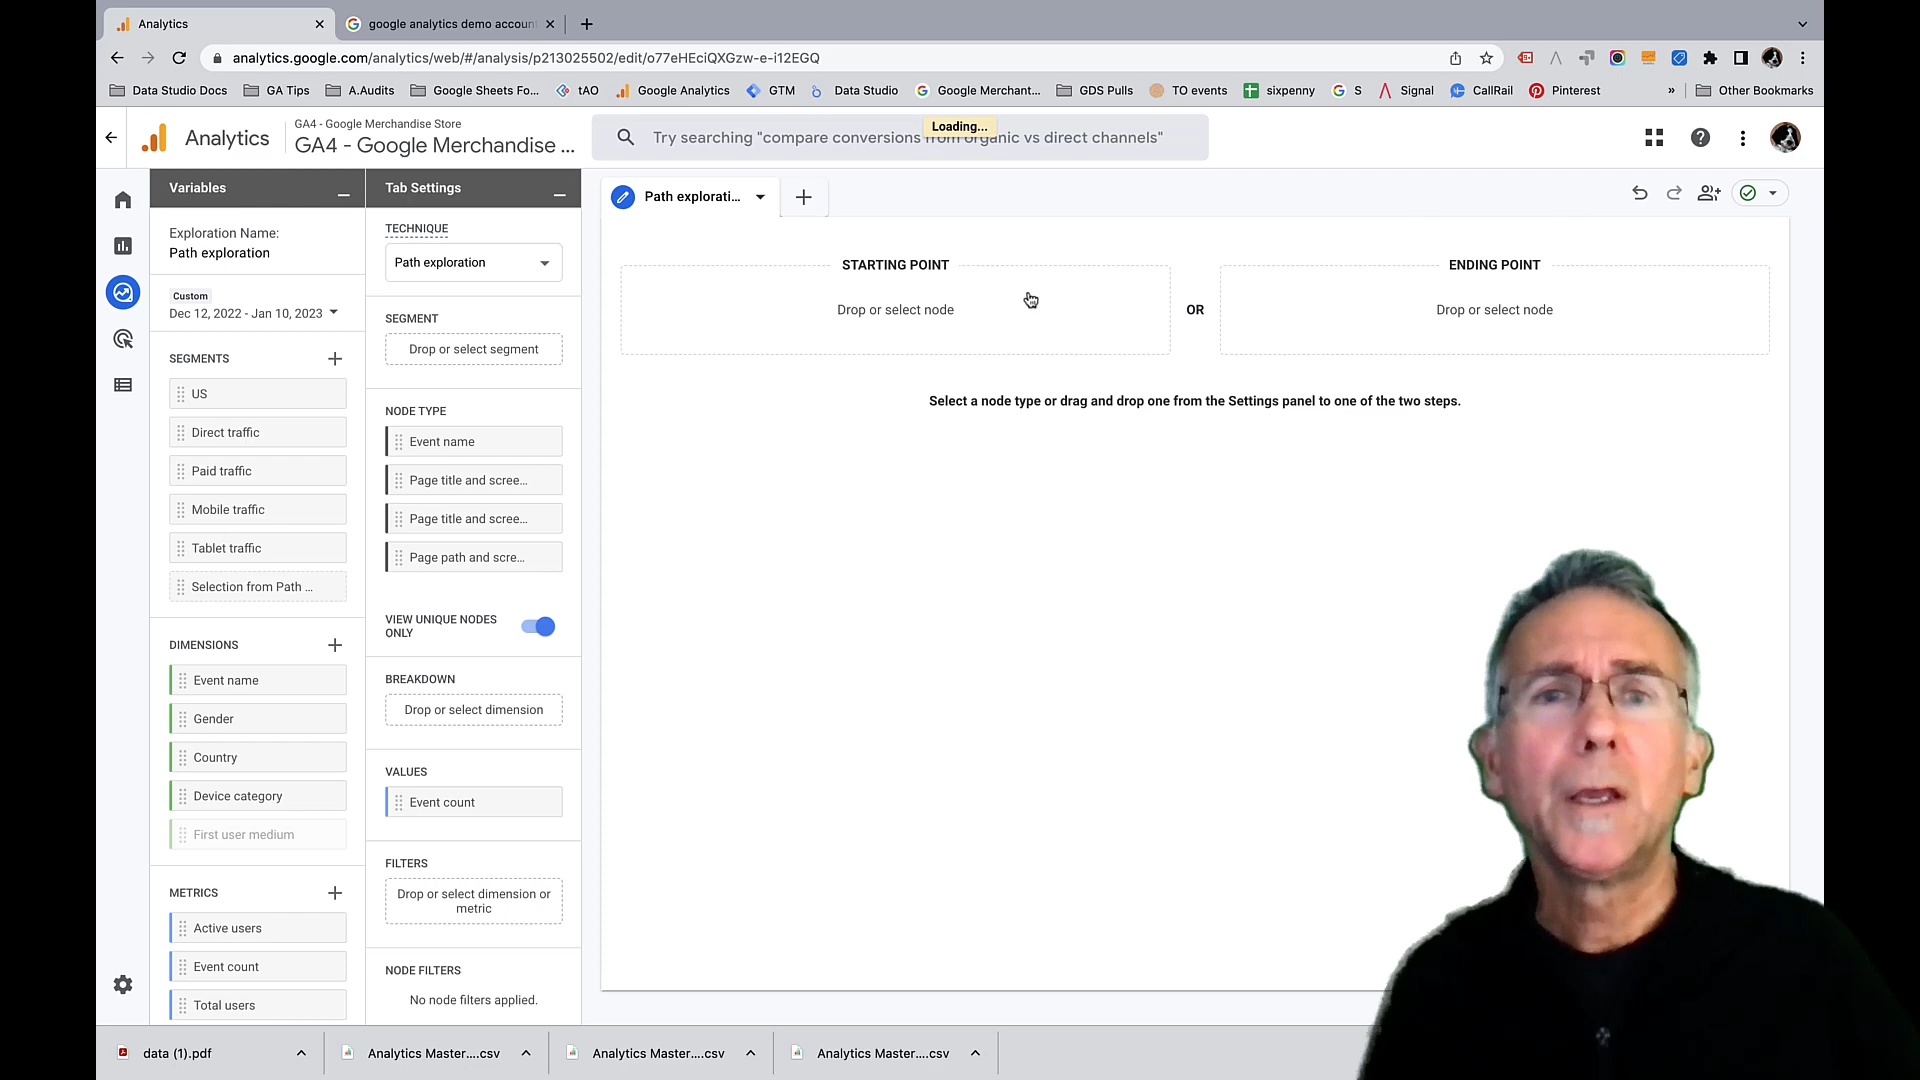 Analytics
google analytics demo accoun
analytics.google.com/analytics/web/#/analysis/p213025502/edit/o77eHEciQXGzw-e-i12EGQ
Data Studio Docs
GA Tips
A.Audits
Google Sheets Fo...
tAO
Google Analytics
GTM
Data Studio
Google Merchant...
GDS Pulls
TO events
sixpenny
S
Signal
CallRail
Pinterest
»
Other Bookmarks
Analytics
GA4 - Google Merchandise Store
GA4 - Google Merchandise ...
Loading...
Try searching "compare conversions from organic vs direct channels"
Variables
Exploration Name:
Path exploration
Custom
Dec 12, 2022 - Jan 10, 2023
SEGMENTS
US
Direct traffic
Paid traffic
Mobile traffic
Tablet traffic
Selection from Path ...
DIMENSIONS
Event name
Gender
Country
Device category
First user medium
METRICS
Active users
Event count
Total users
Tab Settings
TECHNIQUE
Path exploration
SEGMENT
Drop or select segment
NODE TYPE
Event name
Page title and scree...
Page title and scree...
Page path and scre...
VIEW UNIQUE NODES
ONLY
BREAKDOWN
Drop or select dimension
VALUES
Event count
FILTERS
Drop or select dimension or
metric
NODE FILTERS
No node filters applied.
Path explorati...
STARTING POINT
Drop or select node
OR
ENDING POINT
Drop or select node
Select a node type or drag and drop one from the Settings panel to one of the two steps.
data (1).pdf
Analytics Master....csv
Analytics Master....csv
Analytics Master....csv